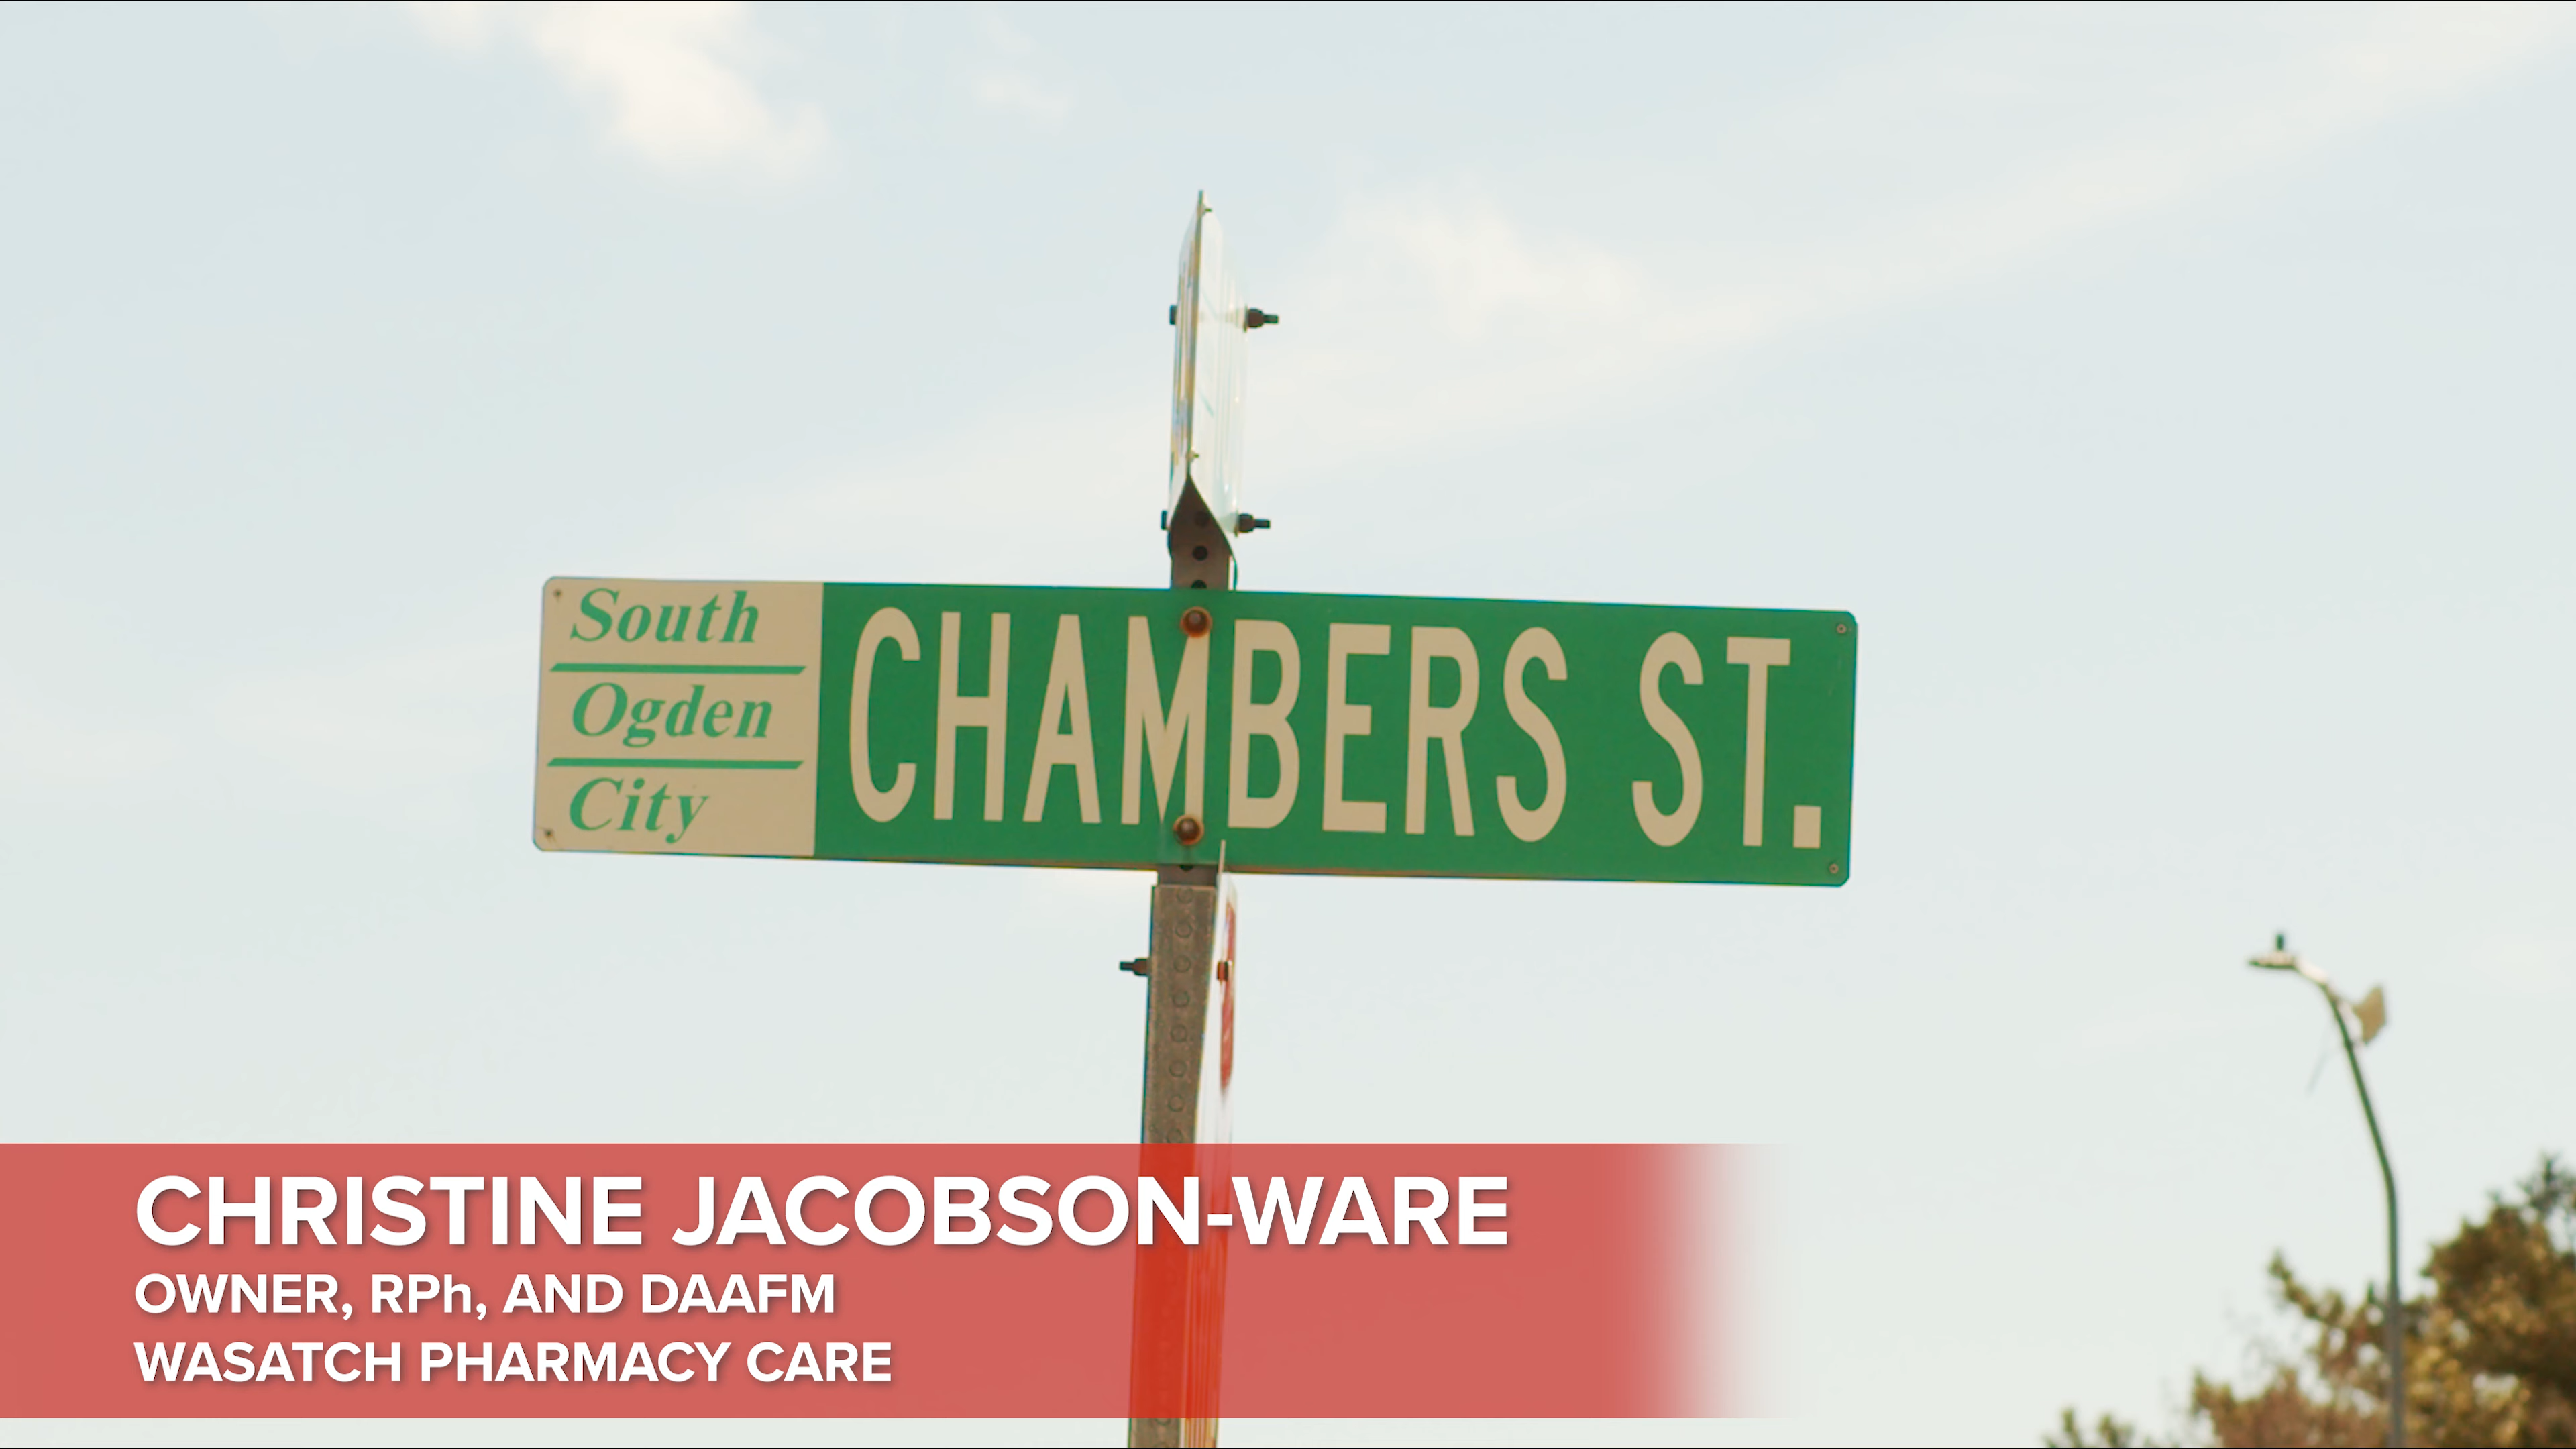 South
Ogden
City
CHAMBERS ST.
CHRISTINE JACOBSON-WARE
OWNER, RPh, AND DAAFM
WASATCH PHARMACY CARE